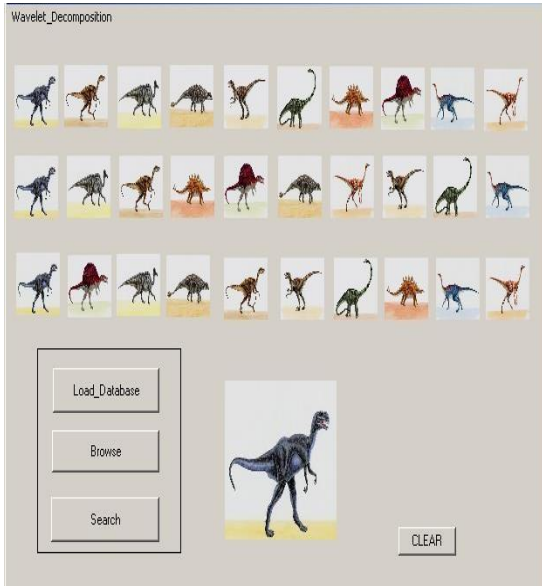 Wavelet_Decomposition
Load_Database
Browse
Search
CLEAR